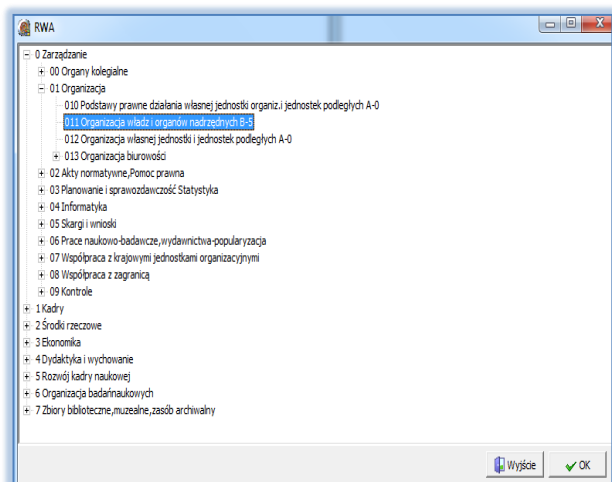 RWA
0 Zarządzanie
00 Organy kolegialne
01 Organizacja
010 Podstawy prawne działania własnej jednostki organiz.i jednostek podległych A-0
011 Organizacja władz i organów nadrzędnych B-5
012 Organizacja własnej jednostki i jednostek podległych A-0
013 Organizacja biurowości
02 Akty normatywne,Pomoc prawna
03 Planowanie i sprawozdawczość Statystyka
04 Informatyka
05 Skargi i wnioski
06 Prace naukowo-badawcze,wydawnictwa-popularyzacja
07 Współpraca z krajowymi jednostkami organizacyjnymi
08 Współpraca z zagranicą
09 Kontrole
1 Kadry
2 Środki rzeczowe
3 Ekonomika
4 Dydaktyka i wychowanie
5 Rozwój kadry naukowej
6 Organizacja badańnaukowych
7 Zbiory biblioteczne,muzealne,zasób archiwalny
Wyjście OK